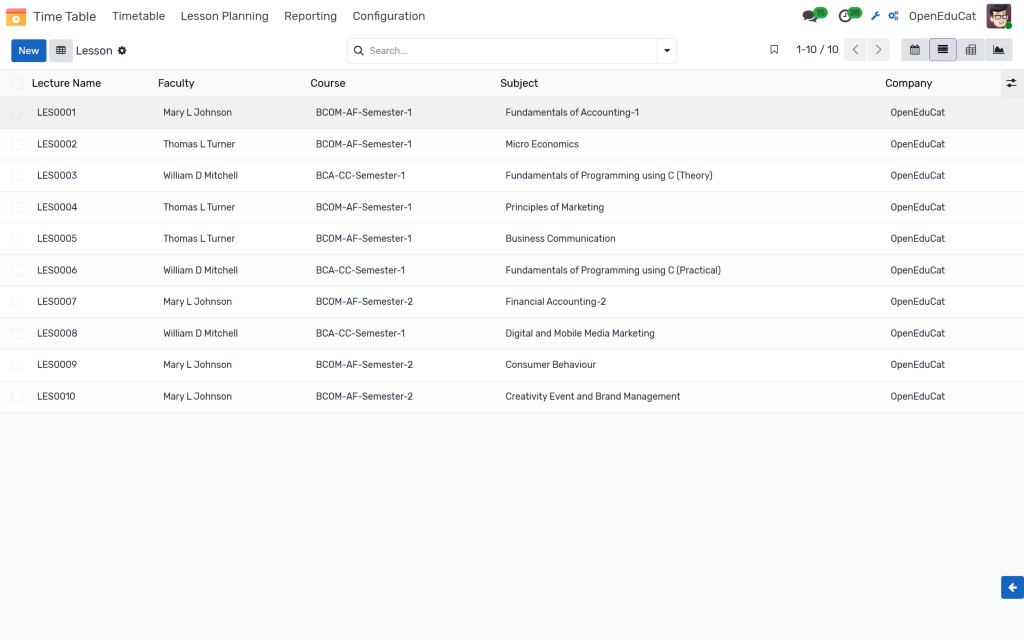 Time Table Timetable Lesson Planning Reporting Configuration 15 28 OpenEduCat
New Lesson Search... 1-10 / 10
Lecture Name Faculty Course Subject Company
LES0001 Mary L Johnson BCOM-AF-Semester-1 Fundamentals of Accounting-1 OpenEduCat
LES0002 Thomas L Turner BCOM-AF-Semester-1 Micro Economics OpenEduCat
LES0003 William D Mitchell BCA-CC-Semester-1 Fundamentals of Programming using C (Theory) OpenEduCat
LES0004 Thomas L Turner BCOM-AF-Semester-1 Principles of Marketing OpenEduCat
LES0005 Thomas L Turner BCOM-AF-Semester-1 Business Communication OpenEduCat
LES0006 William D Mitchell BCA-CC-Semester-1 Fundamentals of Programming using C (Practical) OpenEduCat
LES0007 Mary L Johnson BCOM-AF-Semester-2 Financial Accounting-2 OpenEduCat
LES0008 William D Mitchell BCA-CC-Semester-1 Digital and Mobile Media Marketing OpenEduCat
LES0009 Mary L Johnson BCOM-AF-Semester-2 Consumer Behaviour OpenEduCat
LES0010 Mary L Johnson BCOM-AF-Semester-2 Creativity Event and Brand Management OpenEduCat